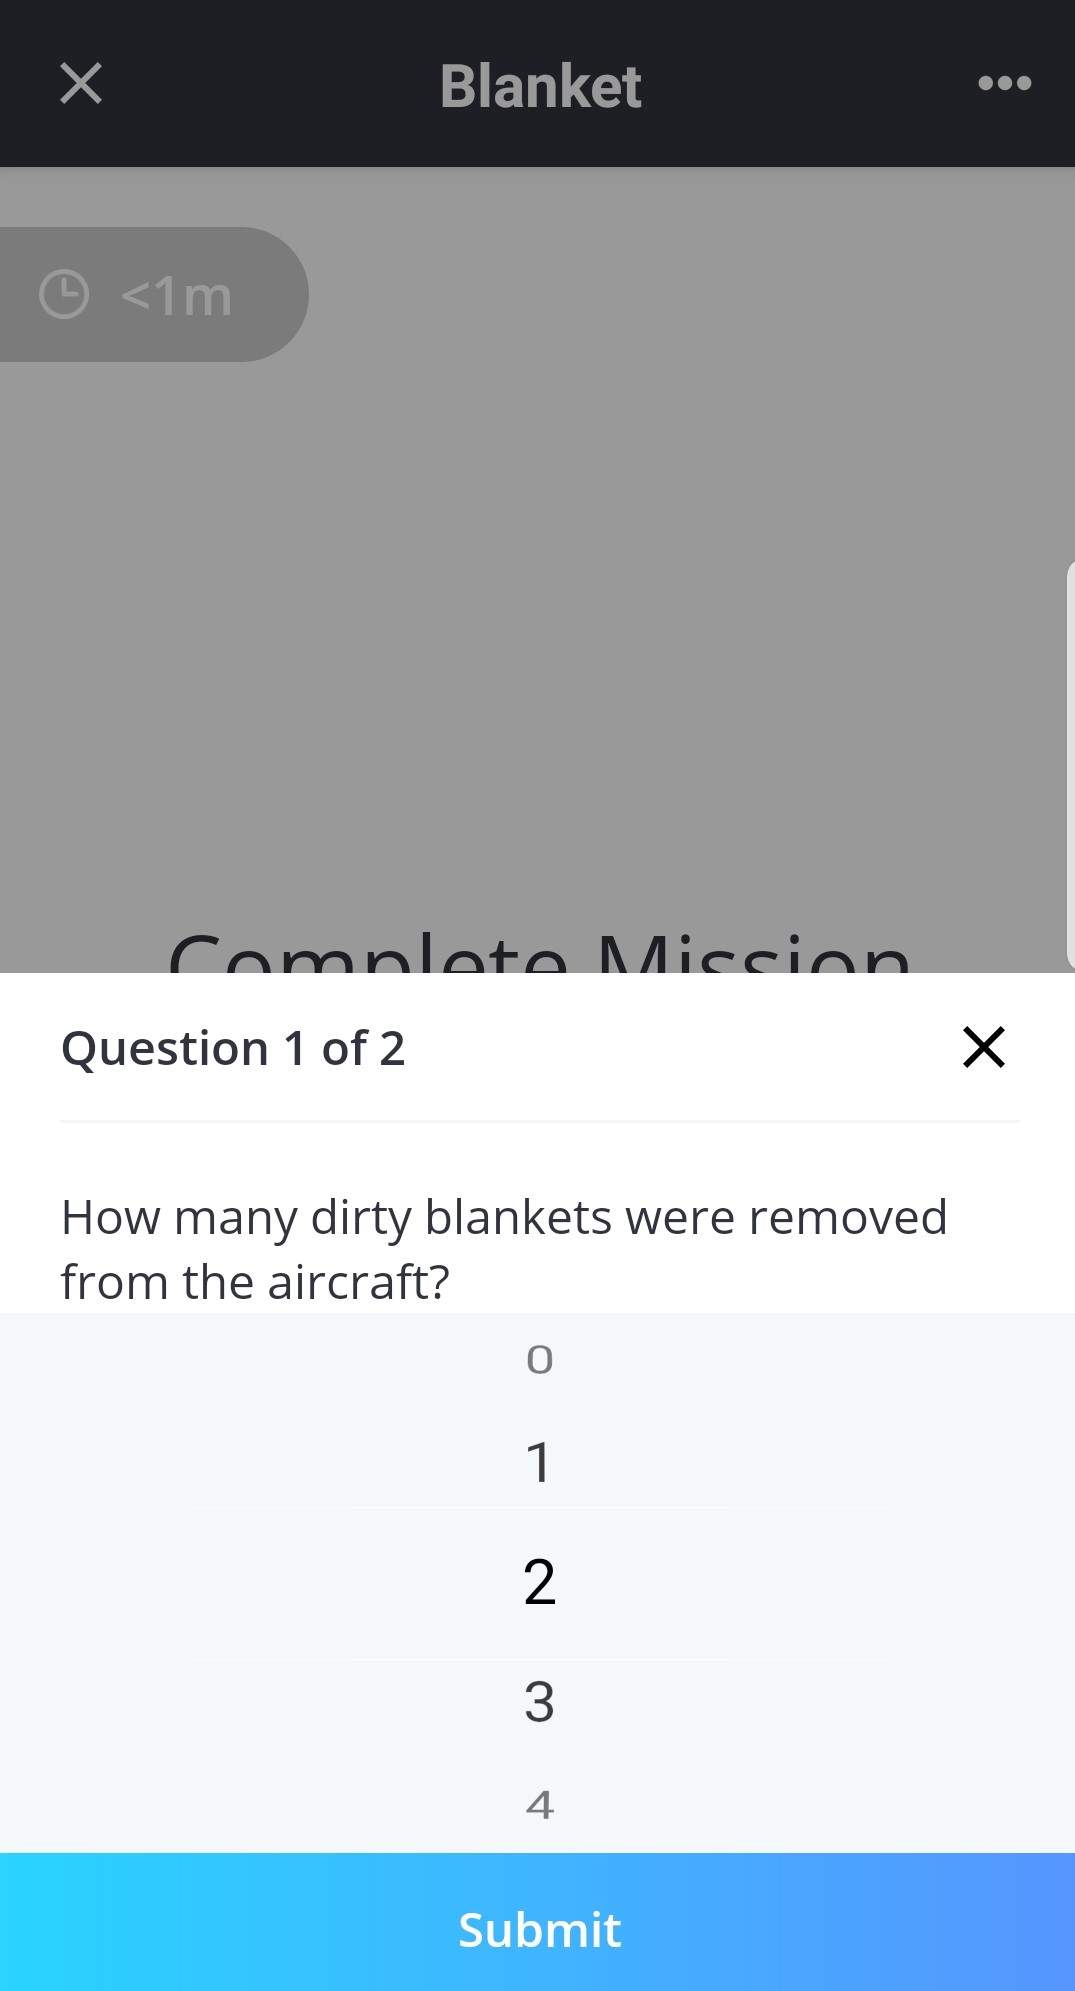 Blanket
<1m
Complete Mission
Question 1 of 2
How many dirty blankets were removed
from the aircraft?
0
1
2
3
4
Submit